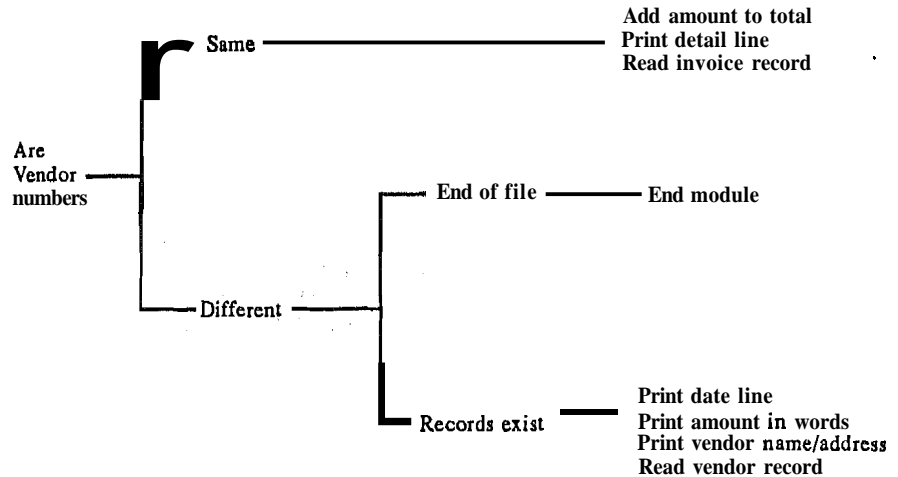 Same
Add amount to total
Print detail line
Read invoice record
Are
Vendor
numbers
End of file
End module
Different
Records exist
Print date line
Print amount in words
Print vendor name/address
Read vendor record